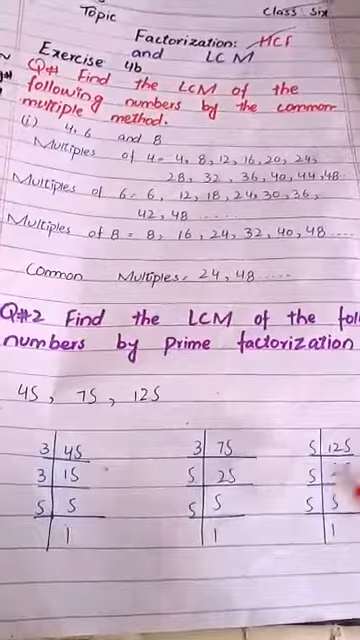 Topic
Class Six
Factorization: HCF
and LCM
Exercise 4b
Q#1 Find the LCM of the
following numbers by the common
multiple method.
(i) 4, 6 and 8
Multiples of 4 = 4, 8, 12, 16, 20, 24,
28, 32, 36, 40, 44, 48
Multiples of 6 = 6, 12, 18, 24, 30, 36,
42, 48 .....
Multiples of 8 = 8, 16, 24, 32, 40, 48 ....
Common Multiples = 24, 48 .....
Q#2 Find the LCM of the fol
numbers by prime factorization
45, 75, 125
3 45 3 75 5 125
3 15 5 25 5
5 5 5 5 5 5
1 1 1